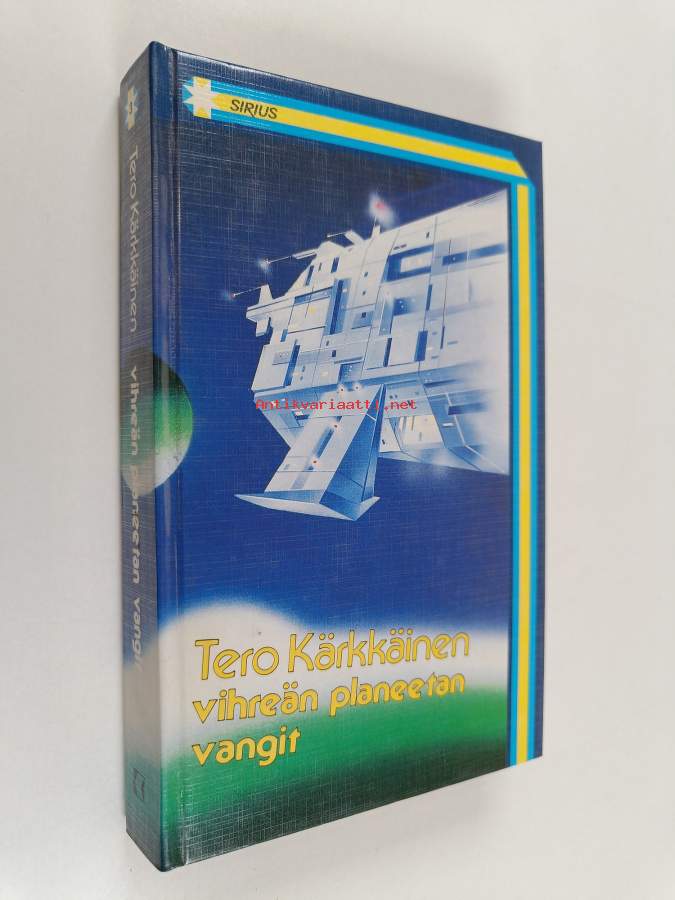 SIRIUS
Antikvariaatti.net
Tero Kärkkäinen
vihreän planeetan
vangit
Tero Kärkkäinen vihreän planeetan vangit